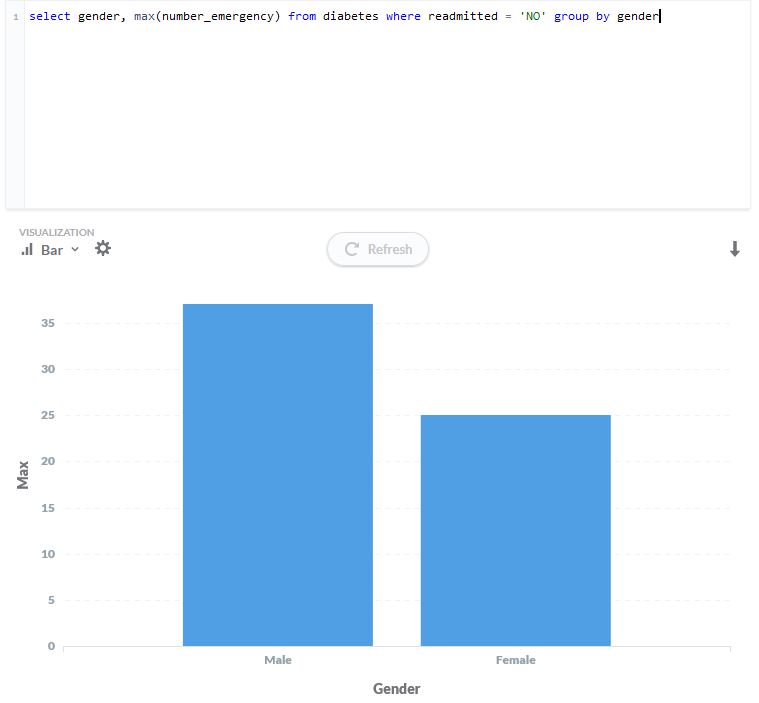 1 select gender, max(number_emergency) from diabetes where readmitted = 'NO' group by gender
VISUALIZATION
Bar
Refresh
35
30
25
20
15
10
5
0
Max
Male Female
Gender